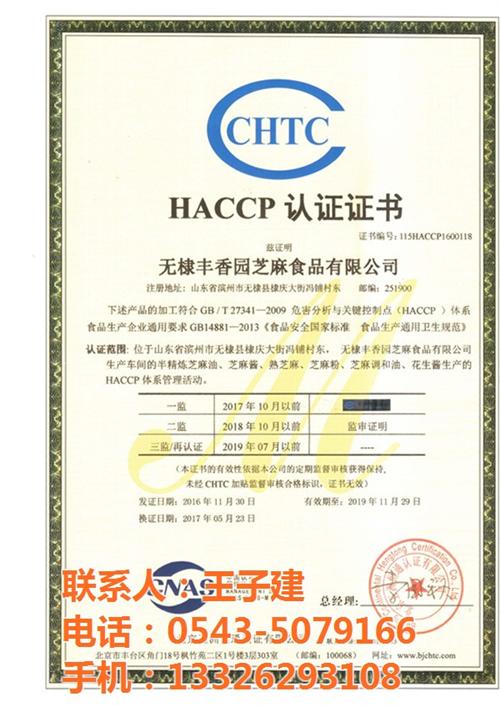 CHTC
HACCP 认证证书
证书编号：115HACCP1600118
兹证明
无棣丰香园芝麻食品有限公司
注册地址：山东省滨州市无棣县棣庆大街冯铺村东 邮编：251900
下述产品的加工符合 GB / T 27341—2009 危害分析与关键控制点（HACCP ）体系
食品生产企业通用要求 GB14881—2013《食品安全国家标准 食品生产通用卫生规范》
认证范围：位于山东省滨州市无棣县棣庆大街冯铺村东， 无棣丰香园芝麻食品有限公司
生产车间的半精炼芝麻油、芝麻酱、熟芝麻、芝麻粉、芝麻调和油、花生酱生产的
HACCP 体系管理活动。
一监 2017 年 10 月以前
二监 2018 年 10 月以前 监审证明
三监/再认证 2019 年 07 月以前 ----
（本证书的有效性依据本公司的定期监督审核获得保持，
未经 CHTC 加贴监督审核合格标识，证书无效）
发证日期：2016 年 11 月 30 日 有效期至：2019 年 11 月 29 日
换证日期：2017 年 05 月 23 日
CNAS
总经理：
联系人：王子建
电话：0543-5079166
北京市丰台区角门18号枫竹苑二区1号楼3层303室 （邮编：100068） 网址：www.bjchtc.com
手机：13326293108